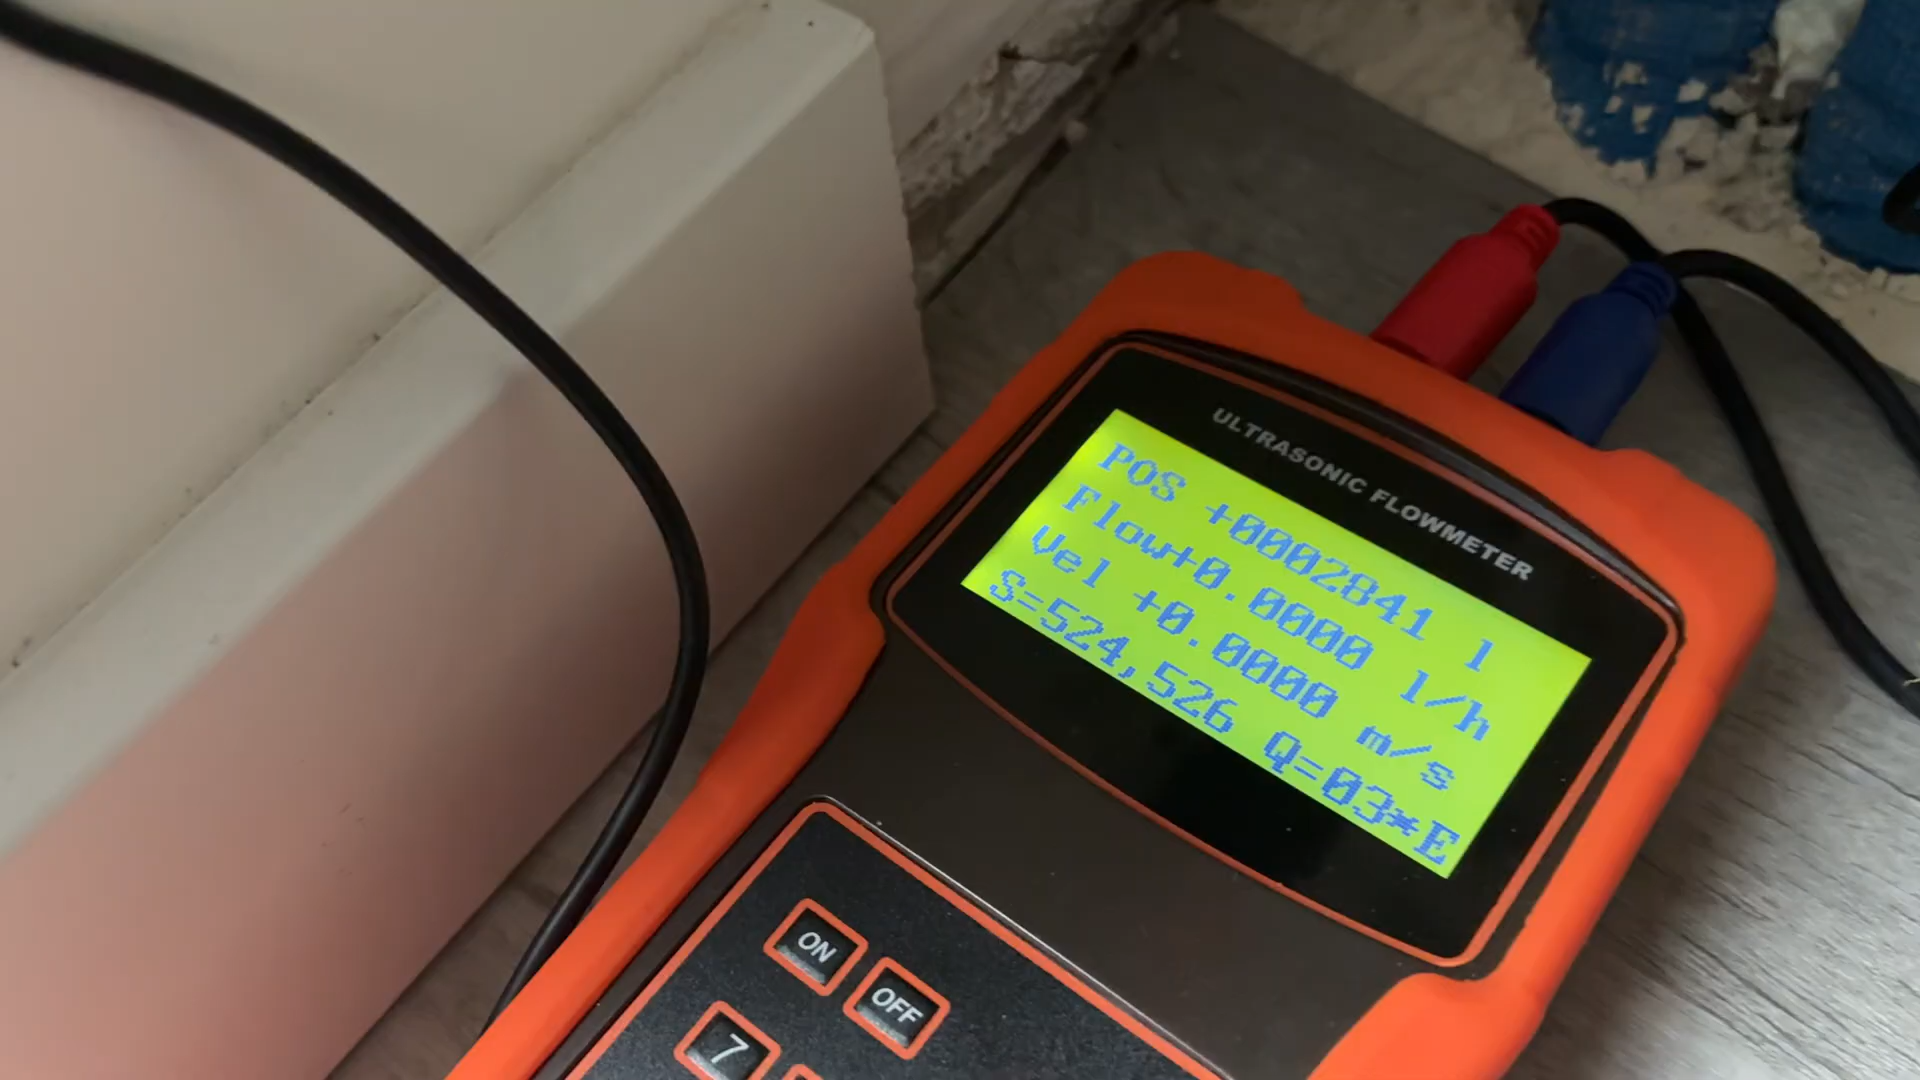 ULTRASONIC FLOWMETER
POS +0002841 l
Flow+0.0000 l/h
Vel +0.0000 m/s
S=524,526 Q=03*E
ON
OFF
7